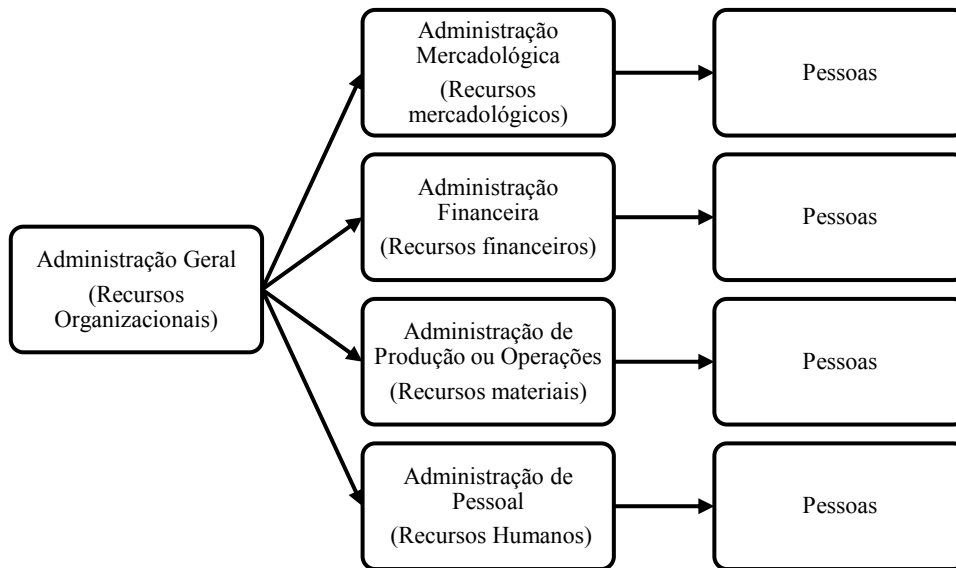 Administração
Mercadológica
(Recursos
mercadológicos)
Pessoas
Administração
Financeira
(Recursos financeiros)
Pessoas
Administração Geral
(Recursos
Organizacionais)
Administração de
Produção ou Operações
(Recursos materiais)
Pessoas
Administração de
Pessoal
(Recursos Humanos)
Pessoas